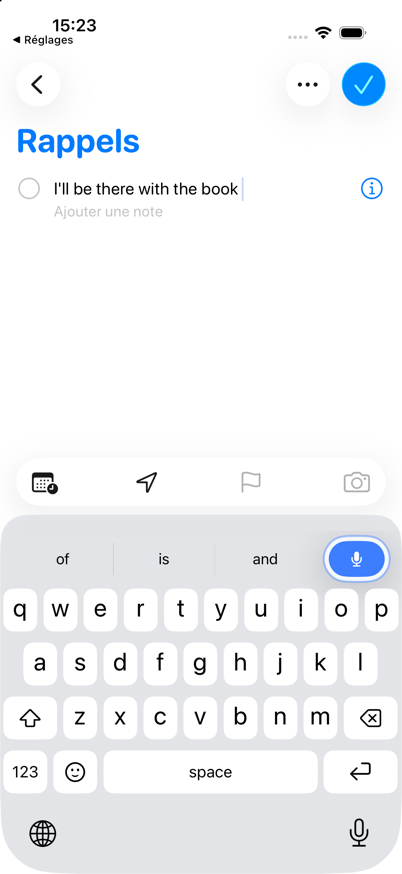 15:23
◀ Réglages
Rappels
I'll be there with the book
Ajouter une note
of is and
q w e r t y u i o p
a s d f g h j k l
z x c v b n m
123 space